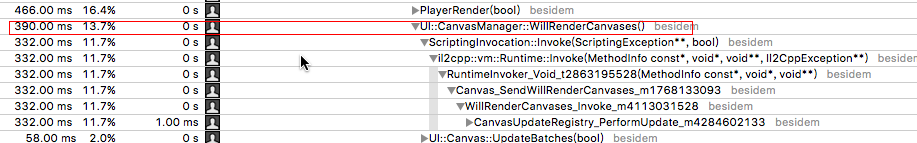 466.00 ms 16.4% 0 s PlayerRender(bool) besidem
390.00 ms 13.7% 0 s UI::CanvasManager::WillRenderCanvases() besidem
332.00 ms 11.7% 0 s ScriptingInvocation::Invoke(ScriptingException**, bool) besidem
332.00 ms 11.7% 0 s il2cpp::vm::Runtime::Invoke(MethodInfo const*, void*, void**, Il2CppException**) besidem
332.00 ms 11.7% 0 s RuntimeInvoker_Void_t2863195528(MethodInfo const*, void*, void**) besidem
332.00 ms 11.7% 0 s Canvas_SendWillRenderCanvases_m1768133093 besidem
332.00 ms 11.7% 0 s WillRenderCanvases_Invoke_m4113031528 besidem
332.00 ms 11.7% 1.00 ms CanvasUpdateRegistry_PerformUpdate_m4284602133 besidem
58.00 ms 2.0% 0 s UI::Canvas::UpdateBatches(bool) besidem